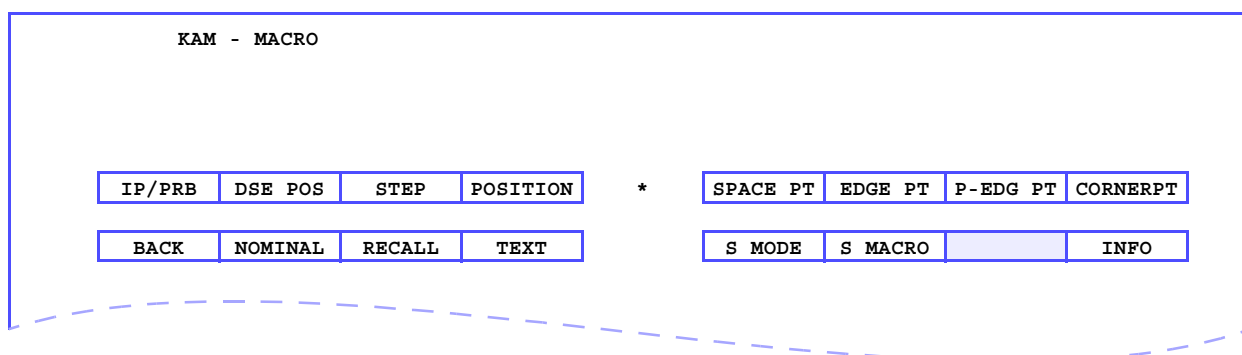 KAM - MACRO
IP/PRB DSE POS STEP POSITION * SPACE PT EDGE PT P-EDG PT CORNERPT
BACK NOMINAL RECALL TEXT S MODE S MACRO INFO